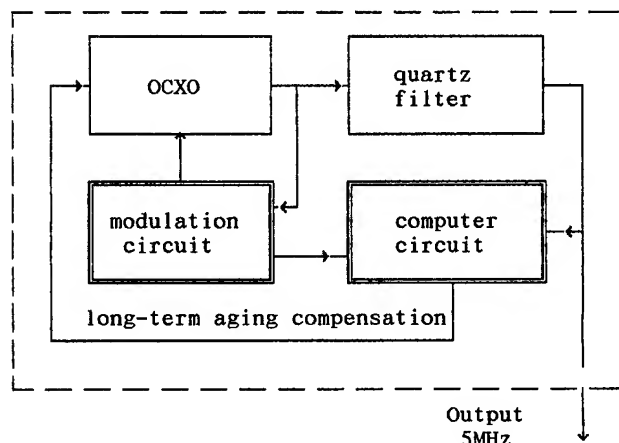 OCXO
quartz
filter
modulation
circuit
computer
circuit
long-term aging compensation
Output
5MHz